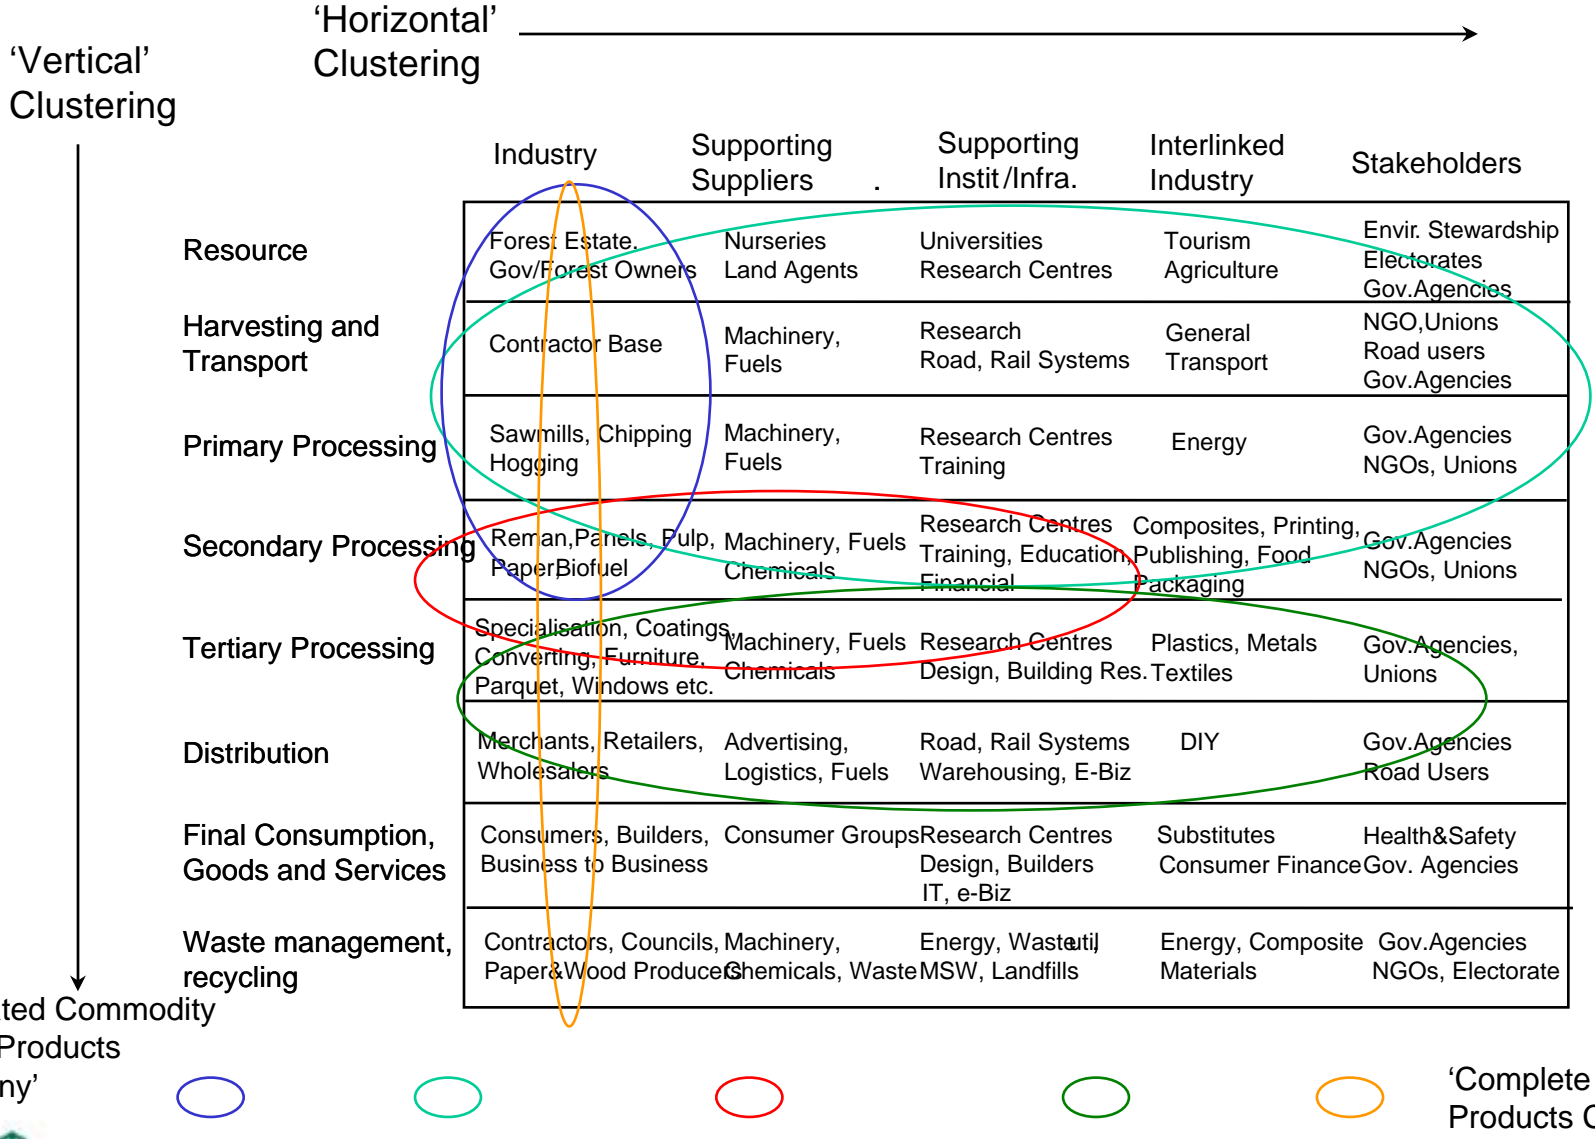 ‘Horizontal’
Clustering
‘Vertical’
Clustering
Industry
Supporting
Suppliers .
Supporting
Instit/Infra.
Interlinked
Industry
Stakeholders
Resource
Forest Estate.
Gov/Forest Owners
Nurseries
Land Agents
Universities
Research Centres
Tourism
Agriculture
Envir. Stewardship
Electorates
Gov.Agencies
Harvesting and
Transport
Contractor Base
Machinery,
Fuels
Research
Road, Rail Systems
General
Transport
NGO,Unions
Road users
Gov.Agencies
Primary Processing
Sawmills, Chipping
Hogging
Machinery,
Fuels
Research Centres
Training
Energy
Gov.Agencies
NGOs, Unions
Secondary Processing
Reman,Panels, Pulp,
Paper,Biofuel
Machinery, Fuels
Chemicals
Research Centres
Training, Education,
Financial
Composites, Printing,
Publishing, Food
Packaging
Gov.Agencies
NGOs, Unions
Tertiary Processing
Specialisation, Coatings,
Converting, Furniture,
Parquet, Windows etc.
Machinery, Fuels
Chemicals
Research Centres
Design, Building Res.
Plastics, Metals
Textiles
Gov.Agencies,
Unions
Distribution
Merchants, Retailers,
Wholesalers
Advertising,
Logistics, Fuels
Road, Rail Systems
Warehousing, E-Biz
DIY
Gov.Agencies
Road Users
Final Consumption,
Goods and Services
Consumers, Builders,
Business to Business
Consumer Groups
Research Centres
Design, Builders
IT, e-Biz
Substitutes
Consumer Finance
Health&Safety
Gov. Agencies
Waste management,
recycling
Contractors, Councils,
Paper&Wood Producers
Machinery,
Chemicals, Waste
Energy, Waste util,
MSW, Landfills
Energy, Composite
Materials
Gov.Agencies
NGOs, Electorate
ted Commodity
Products
ny’
‘Complete
Products